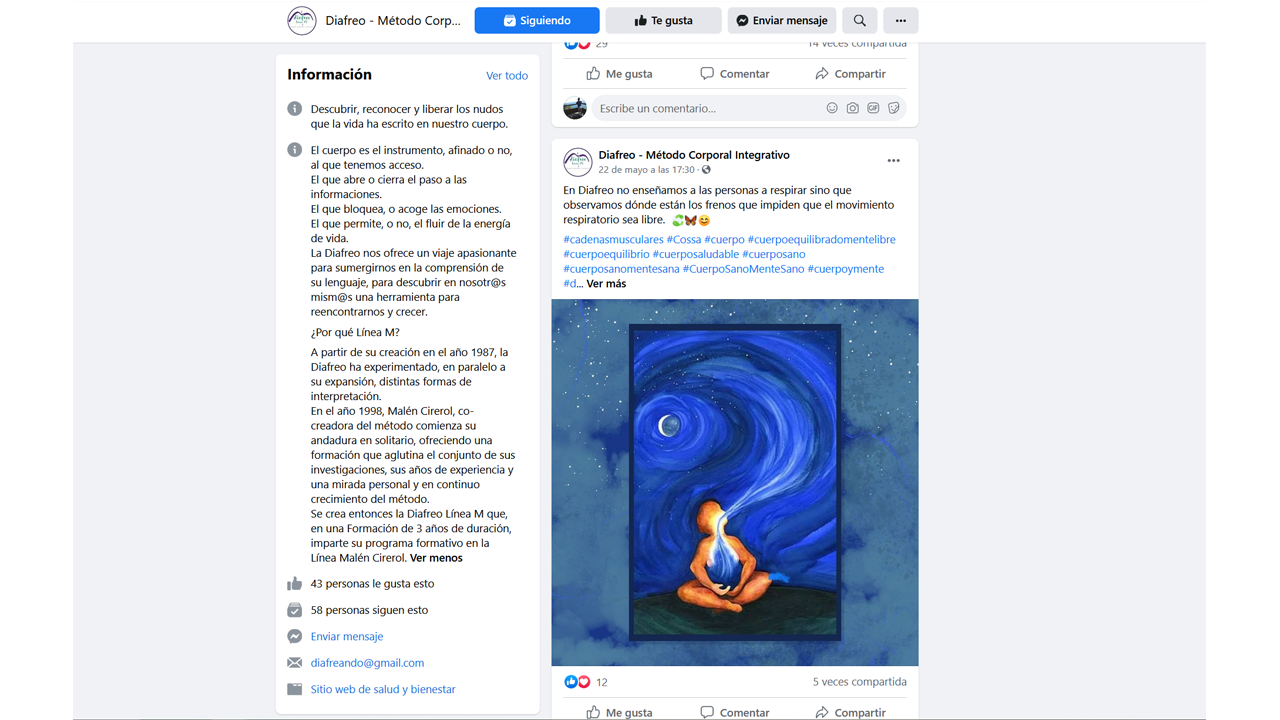 Diafreo - Método Corp...
Siguiendo
Te gusta
Enviar mensaje
Información
Ver todo
Descubrir, reconocer y liberar los nudos
que la vida ha escrito en nuestro cuerpo.
El cuerpo es el instrumento, afinado o no,
al que tenemos acceso.
El que abre o cierra el paso a las
informaciones.
El que bloquea, o acoge las emociones.
El que permite, o no, el fluir de la energía
de vida.
La Diafreo nos ofrece un viaje apasionante
para sumergirnos en la comprensión de
su lenguaje, para descubrir en nosotr@s
mism@s una herramienta para
reencontrarnos y crecer.
¿Por qué Línea M?
A partir de su creación en el año 1987, la
Diafreo ha experimentado, en paralelo a
su expansión, distintas formas de
interpretación.
En el año 1998, Malén Cirerol, co-
creadora del método comienza su
andadura en solitario, ofreciendo una
formación que aglutina el conjunto de sus
investigaciones, sus años de experiencia y
una mirada personal y en continuo
crecimiento del método.
Se crea entonces la Diafreo Línea M que,
en una Formación de 3 años de duración,
imparte su programa formativo en la
Línea Malén Cirerol. Ver menos
43 personas le gusta esto
58 personas siguen esto
Enviar mensaje
diafreando@gmail.com
Sitio web de salud y bienestar
29
14 veces compartida
Me gusta
Comentar
Compartir
Escribe un comentario...
GIF
Diafreo - Método Corporal Integrativo
22 de mayo a las 17:30 ·
En Diafreo no enseñamos a las personas a respirar sino que
observamos dónde están los frenos que impiden que el movimiento
respiratorio sea libre.
#cadenasmusculares #Cossa #cuerpo #cuerpoequilibradomentelibre
#cuerpoequilibrio #cuerposaludable #cuerposano
#cuerposanomentesana #CuerpoSanoMenteSano #cuerpoymente
#d... Ver más
12
5 veces compartida
Me gusta
Comentar
Compartir